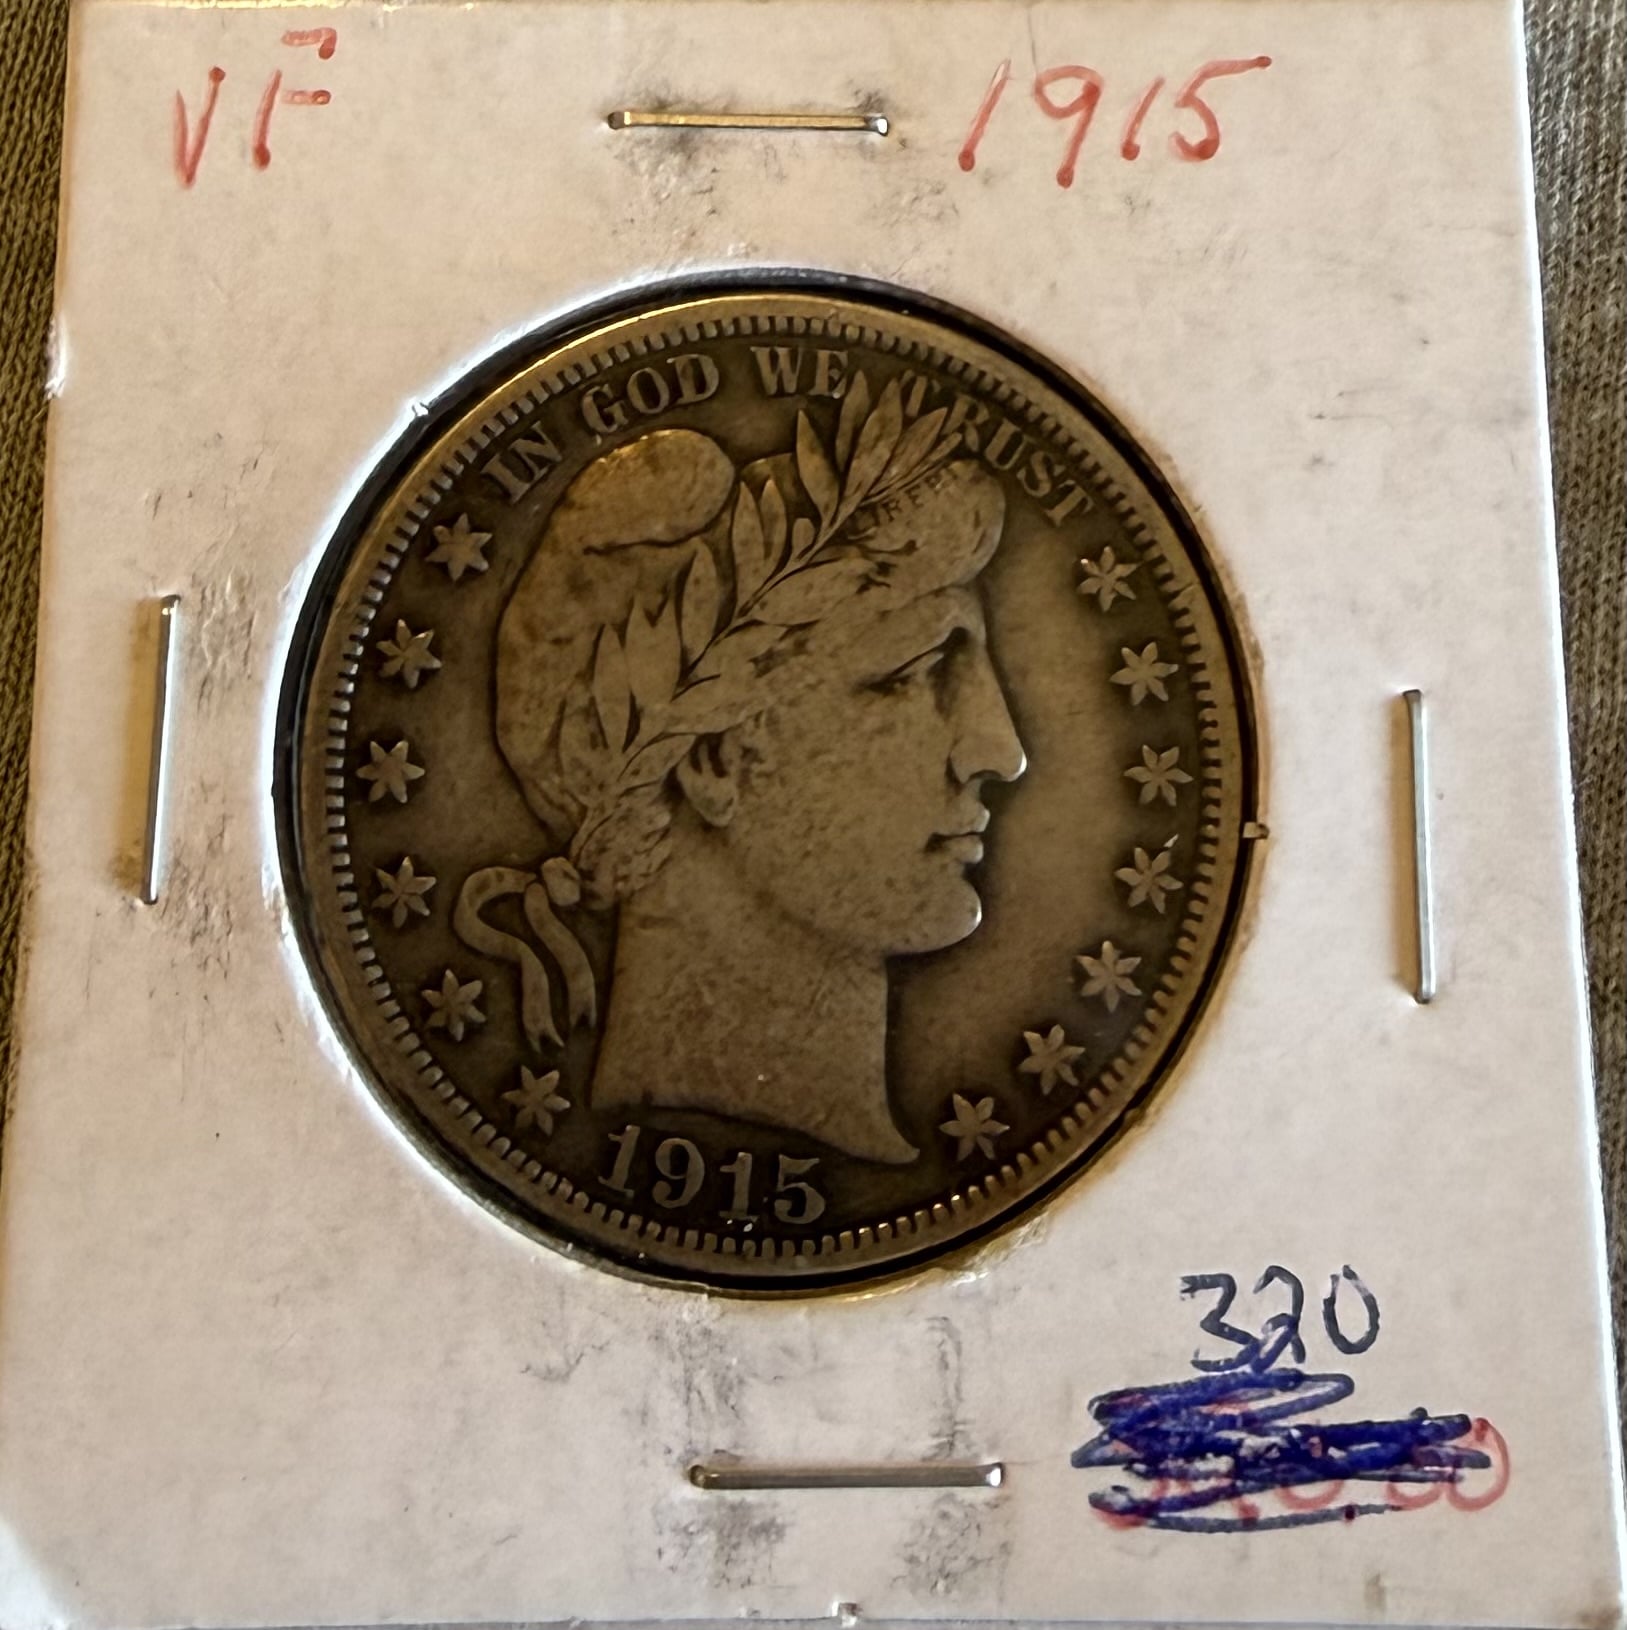 VF 1915
IN GOD WE TRUST
LIBERTY
1915
320